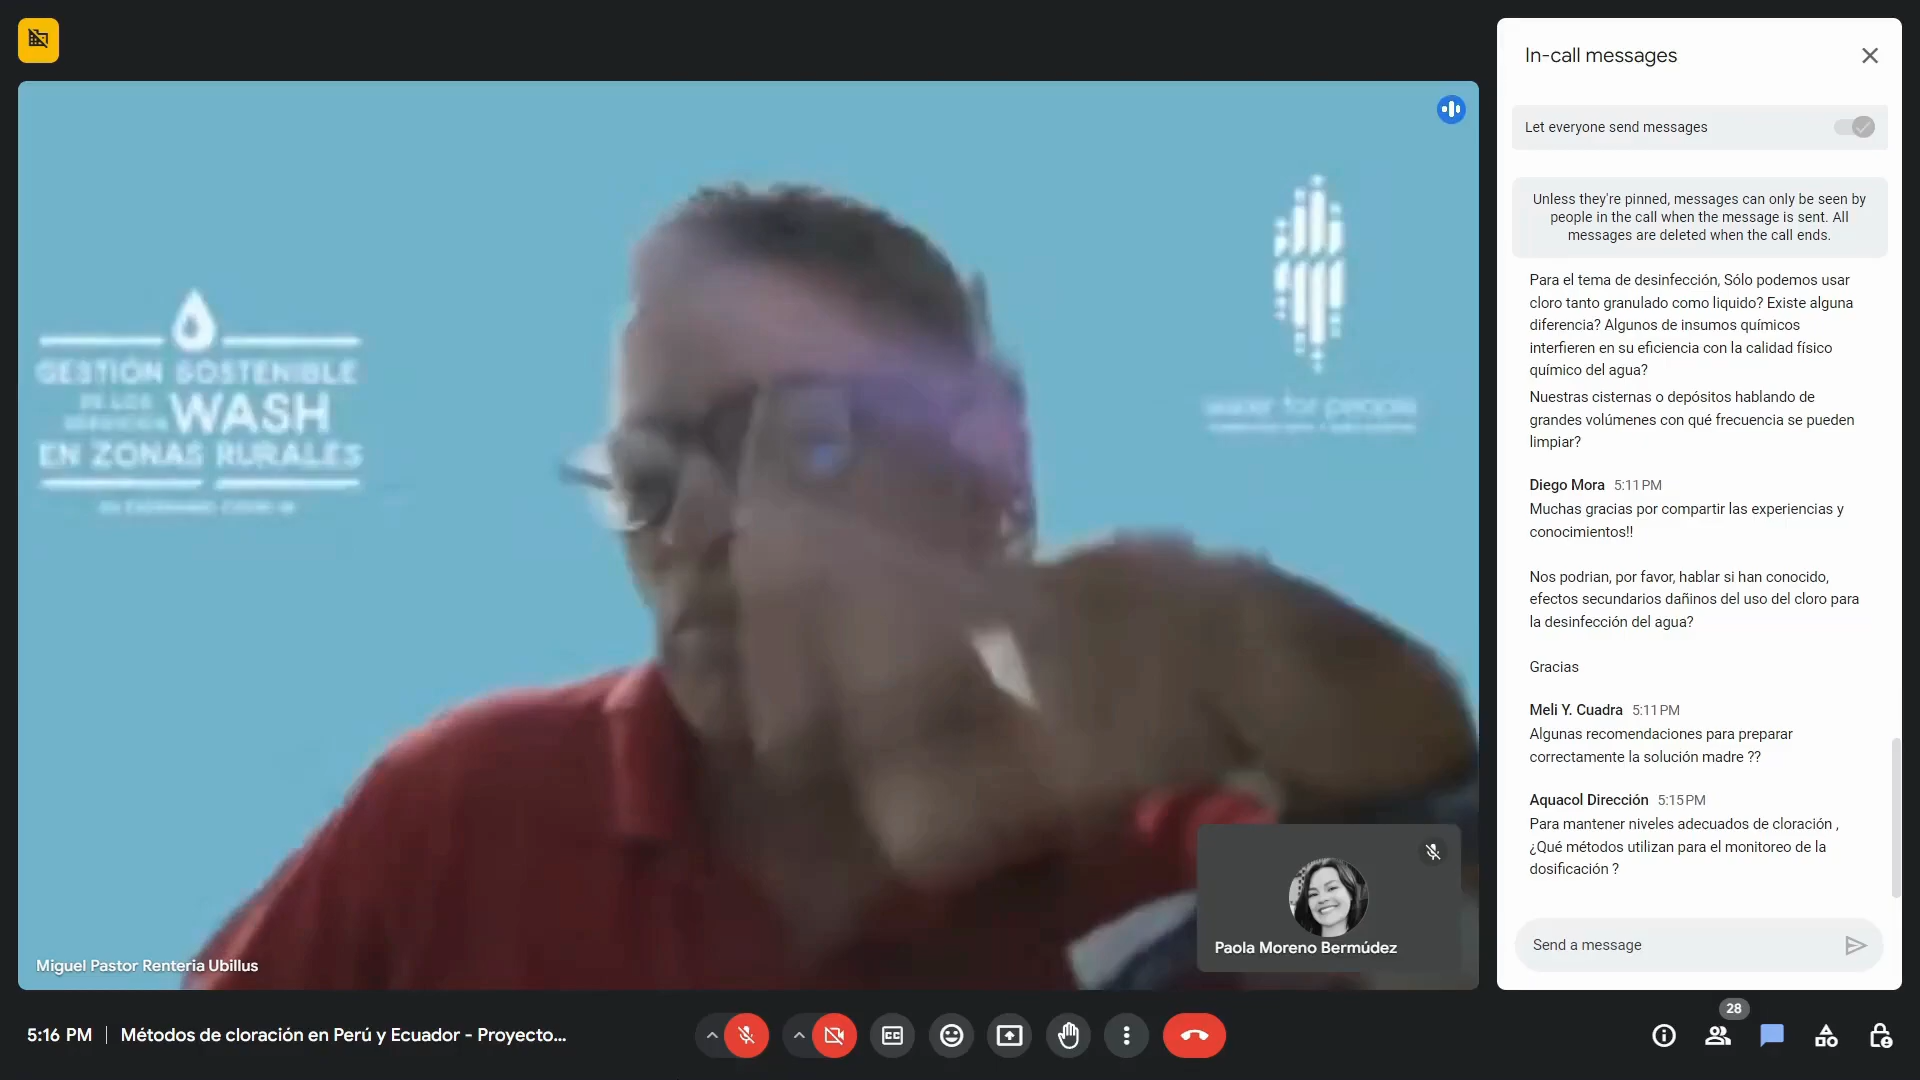 In-call messages
Let everyone send messages
Unless they're pinned, messages can only be seen by
people in the call when the message is sent. All
messages are deleted when the call ends.
Para el tema de desinfección, Sólo podemos usar
cloro tanto granulado como liquido? Existe alguna
diferencia? Algunos de insumos químicos
interfieren en su eficiencia con la calidad físico
químico del agua?
Nuestras cisternas o depósitos hablando de
grandes volúmenes con qué frecuencia se pueden
limpiar?
Diego Mora 5:11 PM
Muchas gracias por compartir las experiencias y
conocimientos!!
Nos podrian, por favor, hablar si han conocido,
efectos secundarios dañinos del uso del cloro para
la desinfección del agua?
Gracias
Meli Y. Cuadra 5:11 PM
Algunas recomendaciones para preparar
correctamente la solución madre ??
Aquacol Dirección 5:15 PM
Para mantener niveles adecuados de cloración ,
¿Qué métodos utilizan para el monitoreo de la
dosificación ?
Send a message
GESTIÓN SOSTENIBLE
DE LOS
SERVICIOS WASH
EN ZONAS RURALES
water for people
Miguel Pastor Renteria Ubillus
Paola Moreno Bermúdez
5:16 PM | Métodos de cloración en Perú y Ecuador - Proyecto...
CC
28